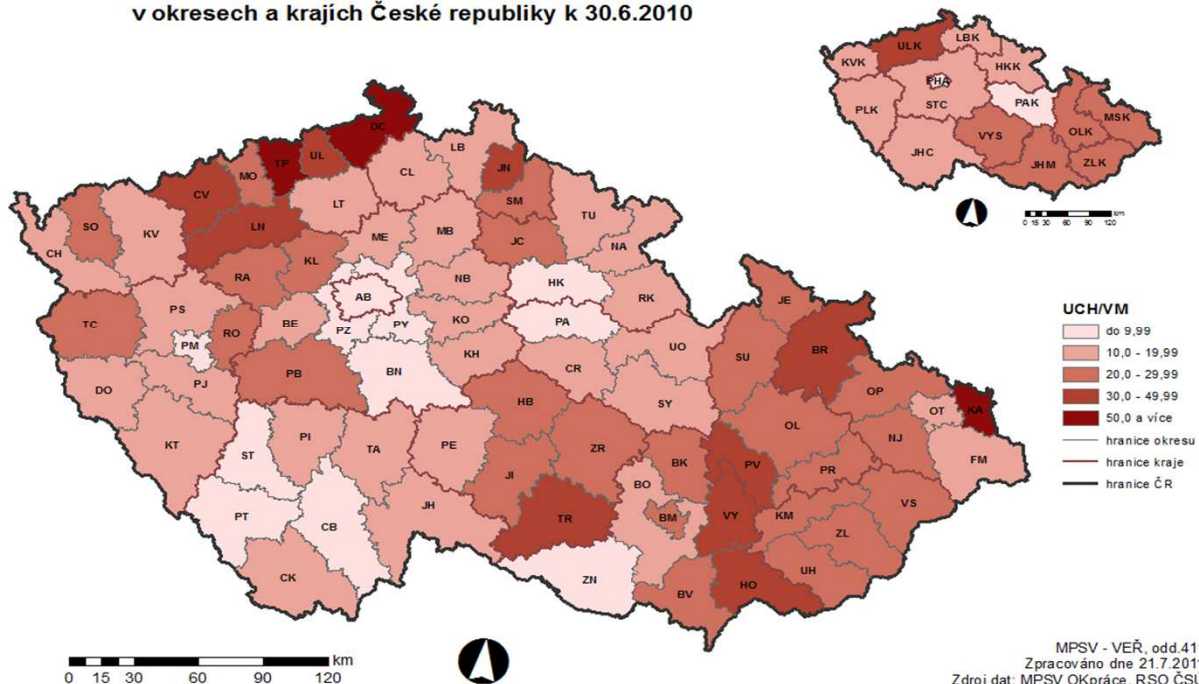 v okresech a krajích České republiky k 30.6.2010
KVK
ULK
LBK
HKK
PHA
STC
PAK
PLK
JHC
VYS
JHM
OLK
MSK
ZLK
0 15 30 60 90 120 km
DC
TP
UL
MO
CV
LB
JN
CL
SM
LT
LN
SO
KV
CH
TU
NA
JC
MB
ME
KL
RA
NB
HK
RK
AB
PS
TC
PM
RO
BE
PZ
PY
KO
PA
UO
KH
CR
BN
PB
PJ
DO
KT
ST
PI
TA
PE
HB
SY
JE
BR
SU
OP
OT
KA
FM
NJ
OL
PR
PV
BK
ZR
JI
JH
PT
CB
CK
TR
BO
BM
VY
KM
VS
ZL
UH
HO
BV
ZN
UCH/VM
do 9,99
10,0 - 19,99
20,0 - 29,99
30,0 - 49,99
50,0 a více
hranice okresu
hranice kraje
hranice ČR
km
0 15 30 60 90 120
MPSV - VEŘ, odd.41
Zpracováno dne 21.7.201
Zdroj dat: MPSV OKpráce, RSO ČSÚ